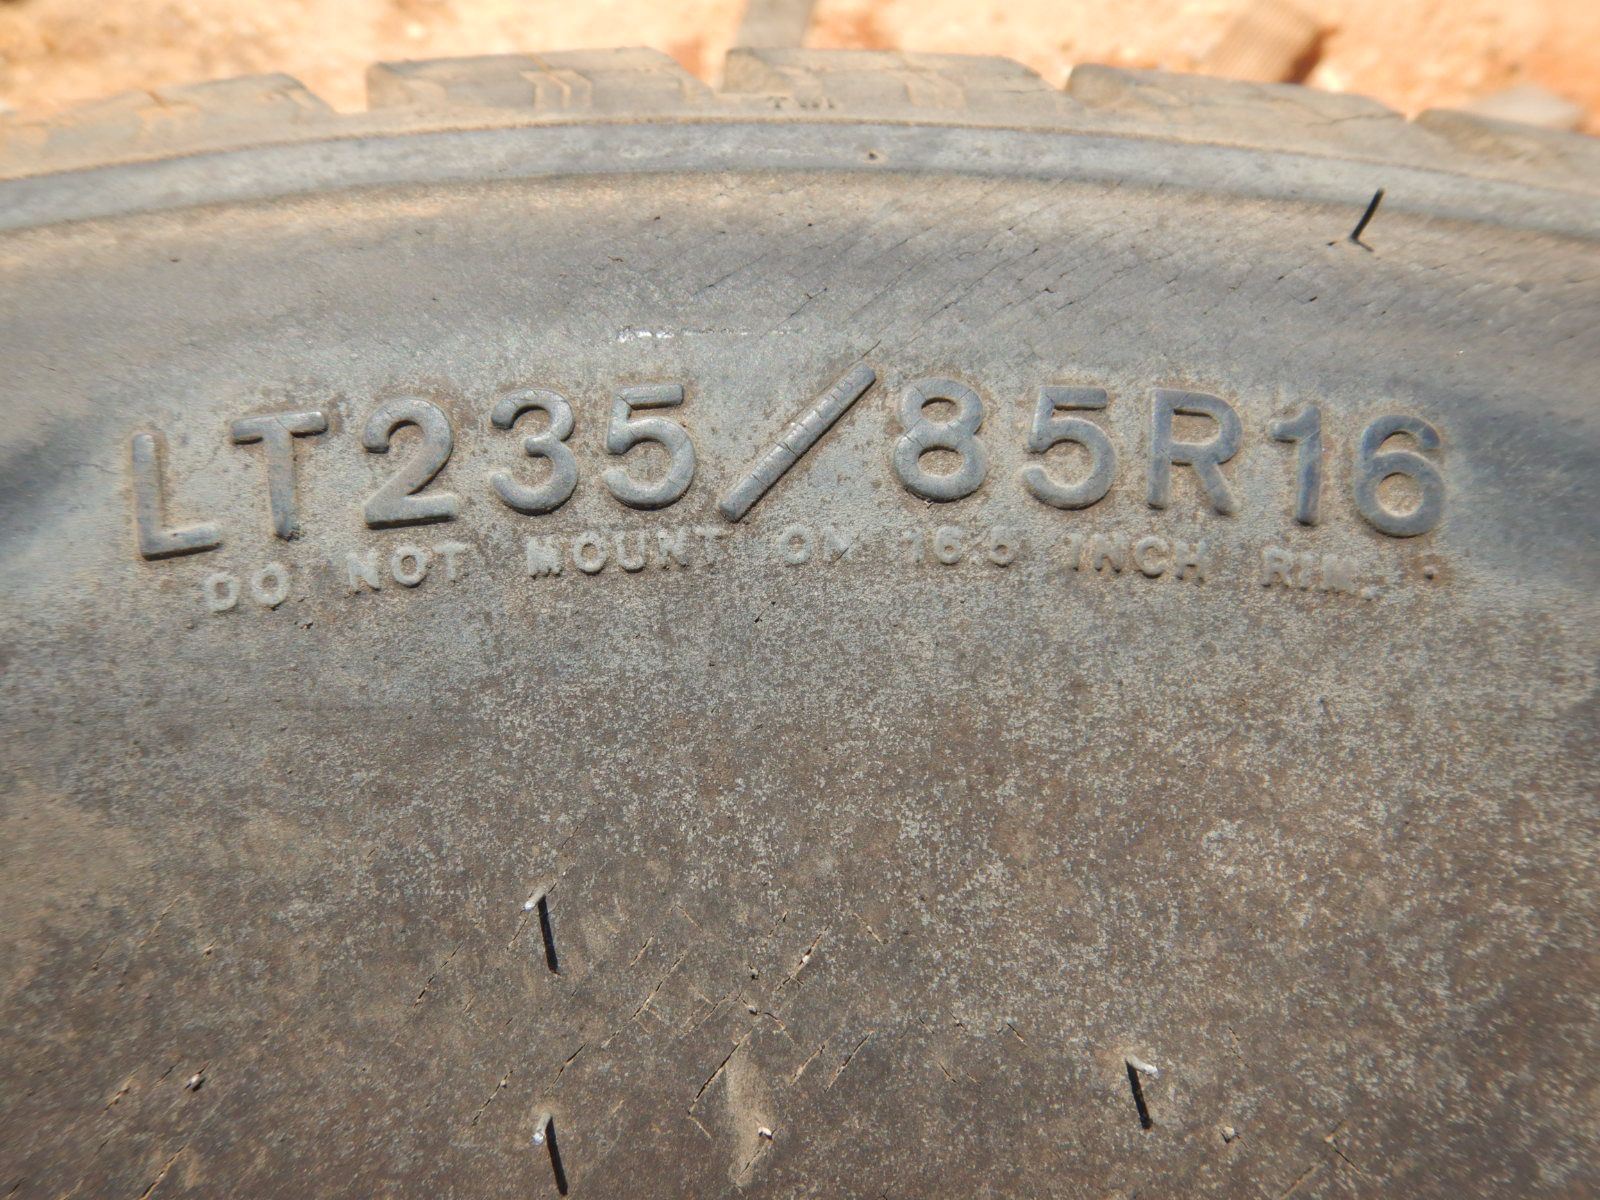 LT235/85R16
DO NOT MOUNT ON 16.5 INCH RIM.